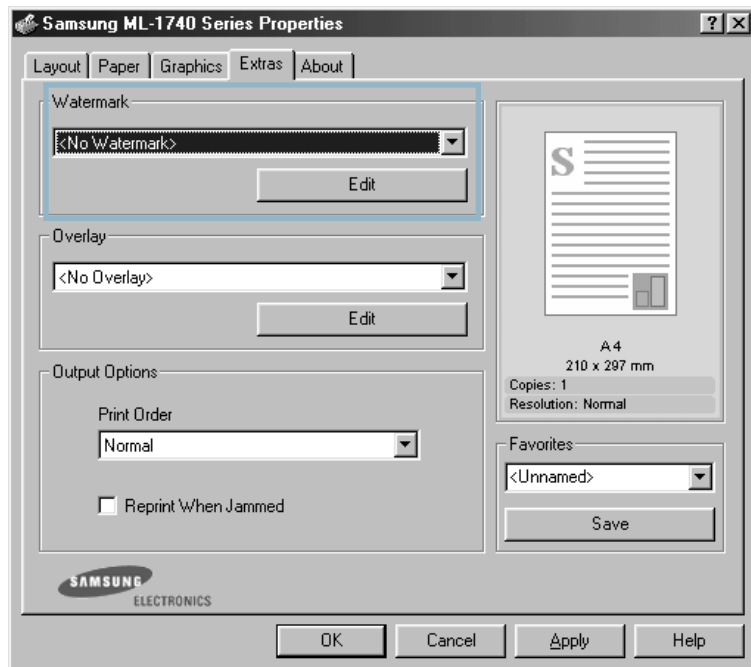 Samsung ML-1740 Series Properties
Layout Paper Graphics Extras About
Watermark
<No Watermark>
Edit
Overlay
<No Overlay>
Edit
Output Options
Print Order
Normal
Reprint When Jammed
SAMSUNG
ELECTRONICS
S
A4
210 x 297 mm
Copies: 1
Resolution: Normal
Favorites
<Unnamed>
Save
OK Cancel Apply Help